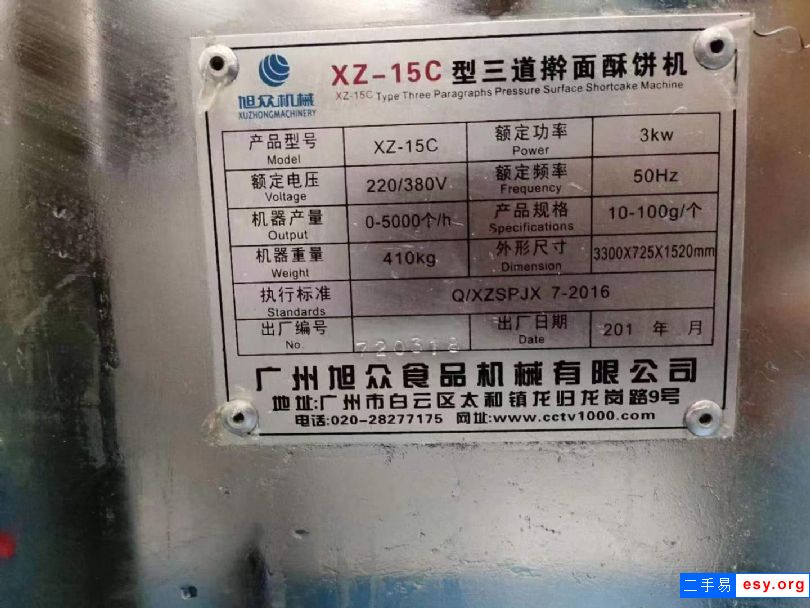 XZ-15C 型三道擀面酥饼机
XZ-15C Type Three Paragraphs Pressure Surface Shortcake Machine
旭众机械
XUZHONGMACHINERY
产品型号 Model XZ-15C 额定功率 Power 3kw
额定电压 Voltage 220/380V 额定频率 Frequency 50Hz
机器产量 Output 0-5000个/h 产品规格 Specifications 10-100g/个
机器重量 Weight 410kg 外形尺寸 Dimension 3300X725X1520mm
执行标准 Standards Q/XZSPJX 7-2016
出厂编号 No. 720318 出厂日期 Date 201 年 月
广州旭众食品机械有限公司
地址:广州市白云区太和镇龙归龙岗路9号
电话:020-28277175 网址:www.cctv1000.com
二手易 esy.org